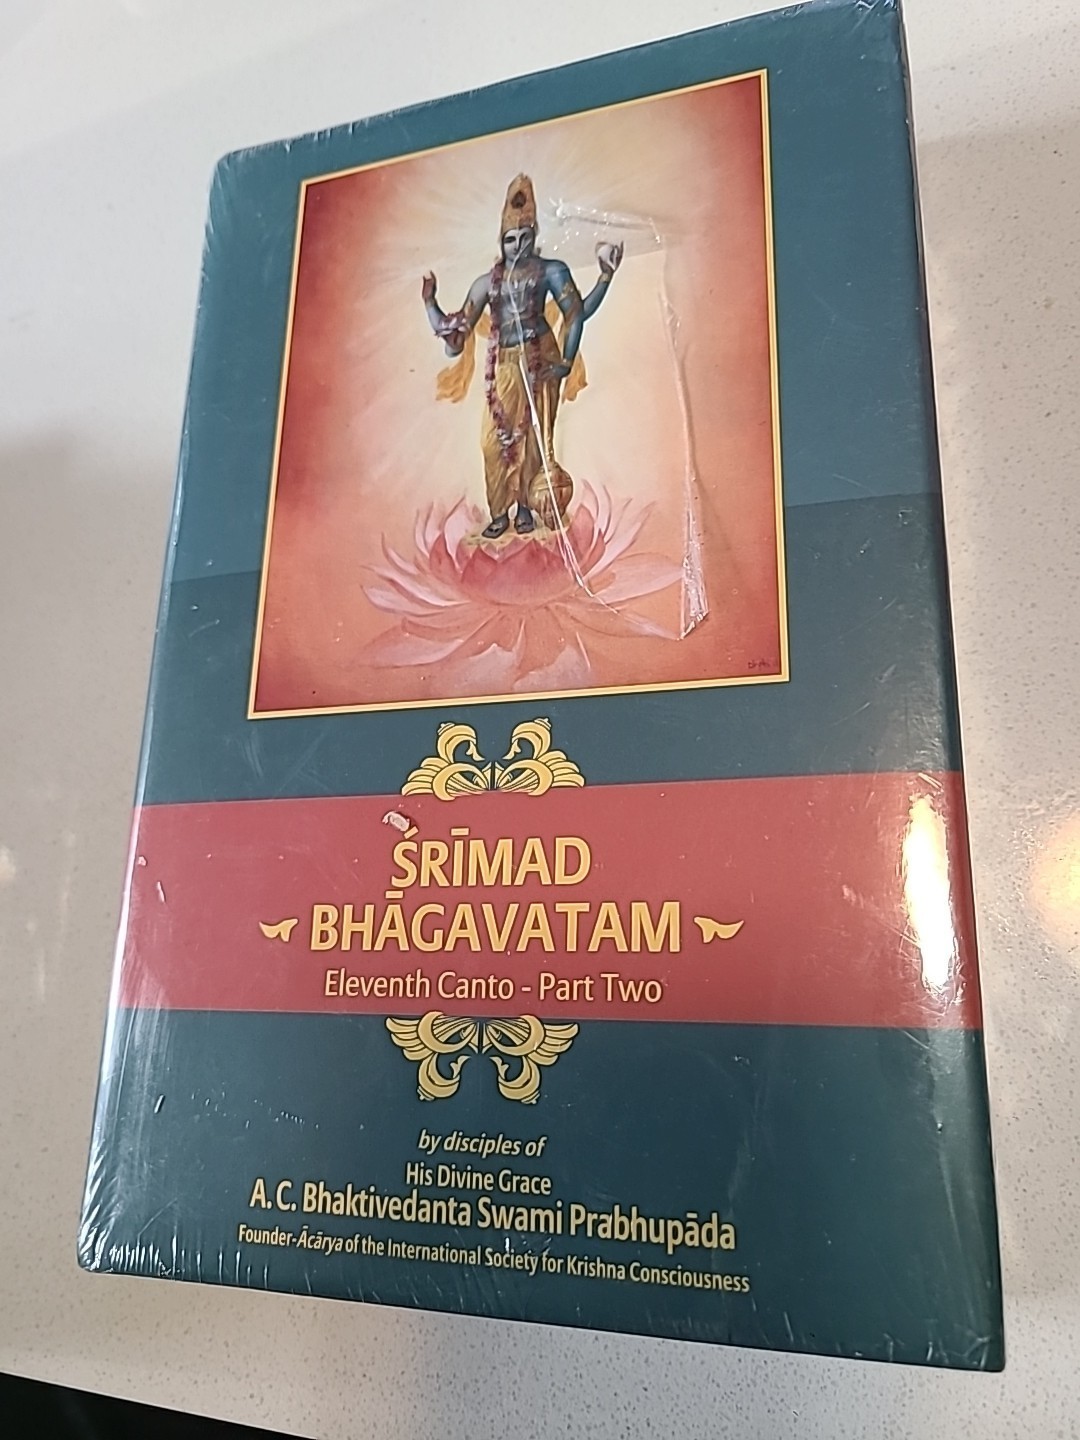 ŚRĪMAD
BHĀGAVATAM
Eleventh Canto - Part Two
by disciples of
His Divine Grace
A. C. Bhaktivedanta Swami Prabhupāda
Founder-Ācārya of the International Society for Krishna Consciousness